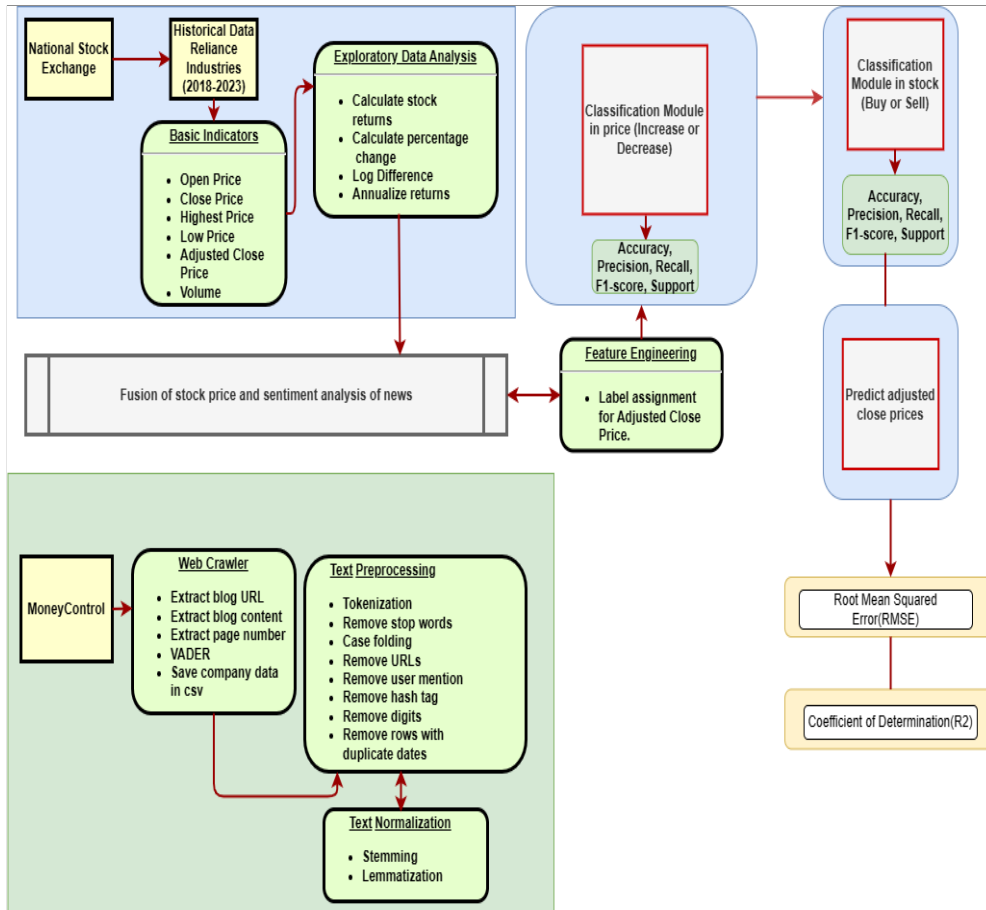 National Stock
Exchange
Historical Data
Reliance
Industries
(2018-2023)
Basic Indicators
• Open Price
• Close Price
• Highest Price
• Low Price
• Adjusted Close
Price
• Volume
Exploratory Data Analysis
• Calculate stock
returns
• Calculate percentage
change
• Log Difference
• Annualize returns
Classification Module
in price (Increase or
Decrease)
Accuracy,
Precision, Recall,
F1-score, Support
Classification
Module in stock
(Buy or Sell)
Accuracy,
Precision, Recall,
F1-score, Support
Fusion of stock price and sentiment analysis of news
Feature Engineering
• Label assignment
for Adjusted Close
Price.
Predict adjusted
close prices
MoneyControl
Web Crawler
• Extract blog URL
• Extract blog content
• Extract page number
• VADER
• Save company data
in csv
Text Preprocessing
• Tokenization
• Remove stop words
• Case folding
• Remove URLs
• Remove user mention
• Remove hash tag
• Remove digits
• Remove rows with
duplicate dates
Text Normalization
• Stemming
• Lemmatization
Root Mean Squared
Error(RMSE)
Coefficient of Determination(R2)